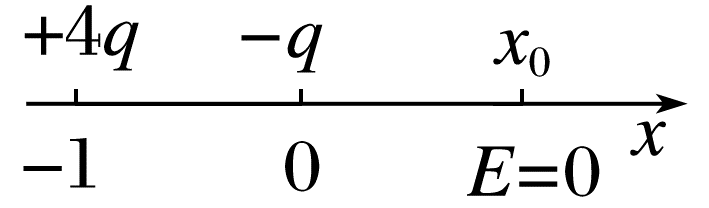 +4q −q x₀
−1 0 E=0 x